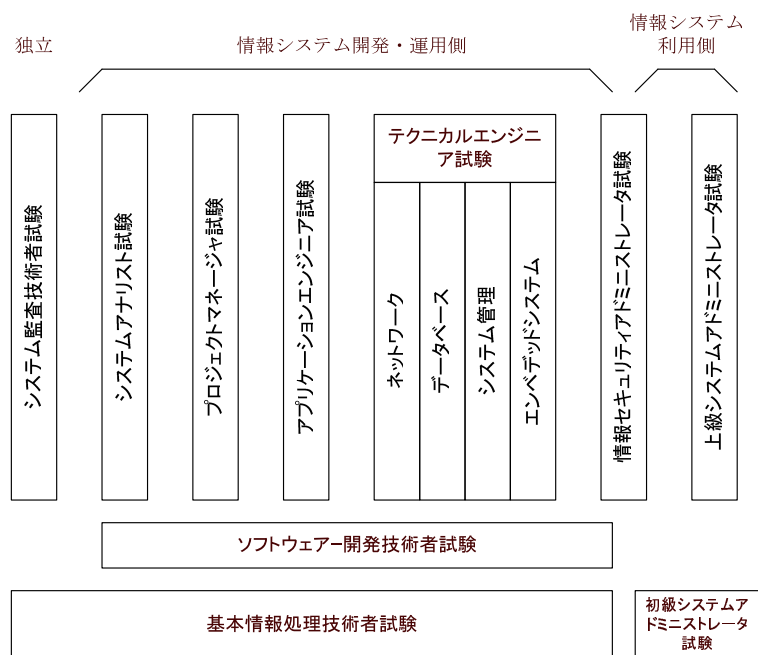 独立
情報システム開発・運用側
情報システム
利用側
システム監査技術者試験
システムアナリスト試験
プロジェクトマネージャ試験
アプリケーションエンジニア試験
テクニカルエンジニ
ア試験
ネットワーク
データベース
システム管理
エンベデッドシステム
情報セキュリティアドミニストレータ試験
上級システムアドミニストレータ試験
ソフトウェアー開発技術者試験
基本情報処理技術者試験
初級システムア
ドミニストレータ
試験